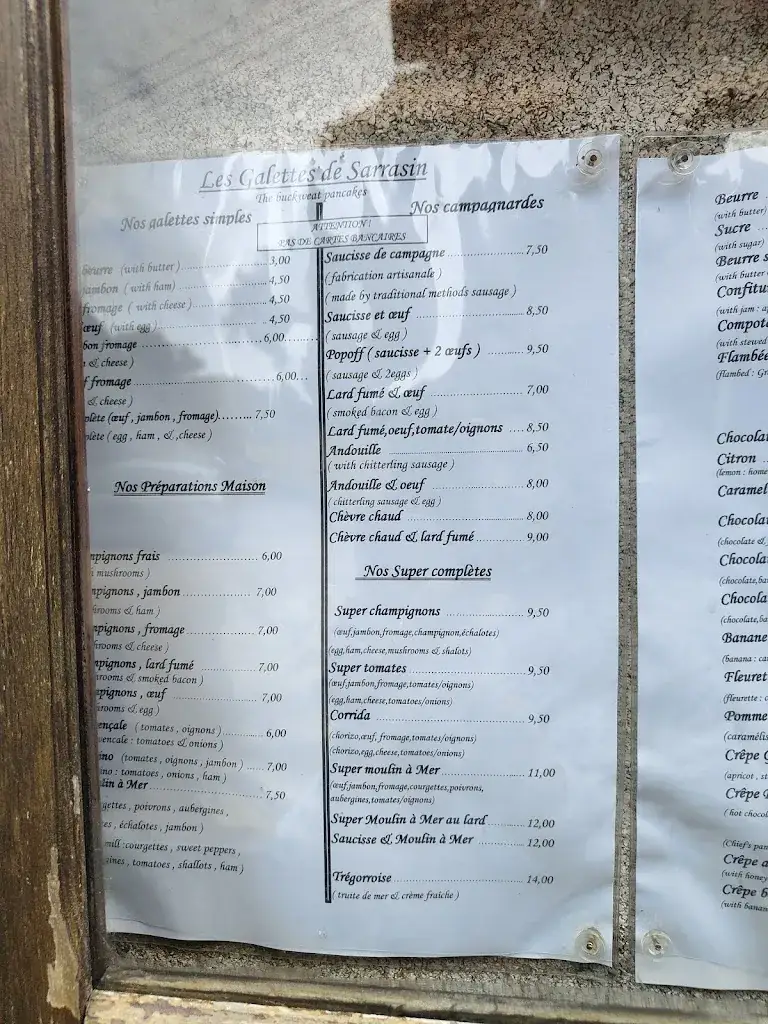 Les Galettes de Sarrasin
The buckweat pancakes
Nos galettes simples
ATTENTION !
PAS DE CARTES BANCAIRES
beurre (with butter) 3,00
jambon (with ham) 4,50
fromage ( with cheese ) 4,50
œuf (with egg) 4,50
bon fromage 6,00
& cheese )
f fromage 6,00
& cheese )
plète (œuf , jambon , fromage) 7,50
plète ( egg , ham , & ,cheese )
Nos Préparations Maison
mpignons frais 6,00
mushrooms )
mpignons , jambon 7,00
hrooms & ham )
mpignons , fromage 7,00
hrooms & cheese )
mpignons , lard fumé 7,00
rooms & smoked bacon )
mpignons , œuf 7,00
rooms & egg )
ençale ( tomates , oignons ) 6,00
vencale : tomatoes & onions )
ino (tomates , oignons , jambon ) 7,00
ino : tomatoes , onions , ham )
lin à Mer 7,50
gettes , poivrons , aubergines ,
es , échalotes , jambon )
mill :courgettes , sweet peppers ,
gines , tomatoes , shallots , ham )
Nos campagnardes
Saucisse de campagne 7,50
( fabrication artisanale )
( made by traditional methods sausage )
Saucisse et œuf 8,50
( sausage & egg )
Popoff ( saucisse + 2 œufs ) 9,50
( sausage & 2eggs )
Lard fumé & œuf 7,00
( smoked bacon & egg )
Lard fumé,oeuf,tomate/oignons 8,50
Andouille 6,50
( with chitterling sausage )
Andouille & oeuf 8,00
( chitterling sausage & egg )
Chèvre chaud 8,00
Chèvre chaud & lard fumé 9,00
Nos Super complètes
Super champignons 9,50
(œuf,jambon,fromage,champignon,échalotes)
(egg,ham,cheese,mushrooms & shalots)
Super tomates 9,50
(œuf,jambon,fromage,tomates/oignons)
(egg,ham,cheese,tomatoes/onions)
Corrida 9,50
(chorizo,œuf, fromage,tomates/oignons)
(chorizo,egg,cheese,tomatoes/onions)
Super moulin à Mer 11,00
(œuf,jambon,fromage,courgettes,poivrons,
aubergines,tomates/oignons)
Super Moulin à Mer au lard 12,00
Saucisse & Moulin à Mer 12,00
Trégorroise 14,00
( truite de mer & crème fraîche )
Beurre
(with butter)
Sucre
(with sugar)
Beurre s
(with butter
Confitu
(with jam : a
Compot
(with stewed
Flambée
(flambed : Gr
Chocola
Citron
(lemon : home
Caramel
Chocola
(chocolate &
Chocola
(chocolate,ba
Chocola
(chocolate,ba
Banane
(banana : ca
Fleuret
(fleurette : c
Pomme
(caramélis
Crêpe
(apricot , st
Crêpe
( hot chocol
(Chief's pan
Crêpe a
(with honey
Crêpe
(with banan